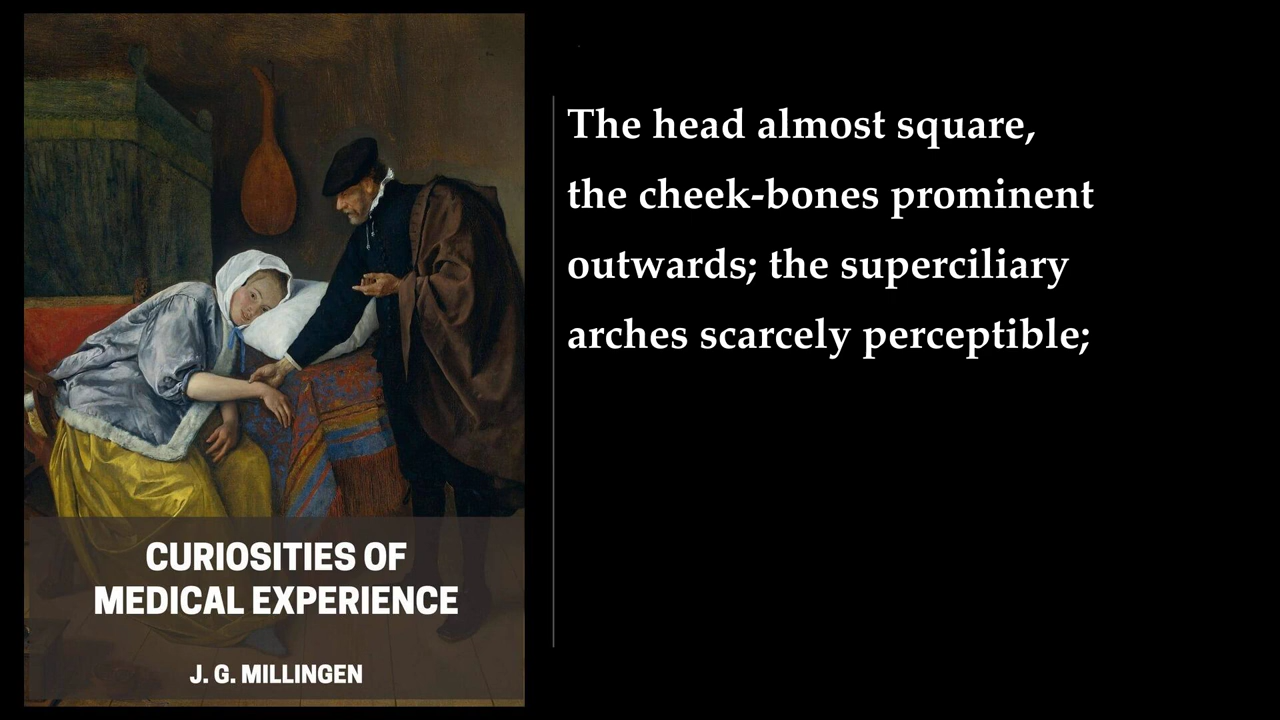 CURIOSITIES OF
MEDICAL EXPERIENCE
J. G. MILLINGEN
The head almost square,
the cheek-bones prominent
outwards; the superciliary
arches scarcely perceptible;